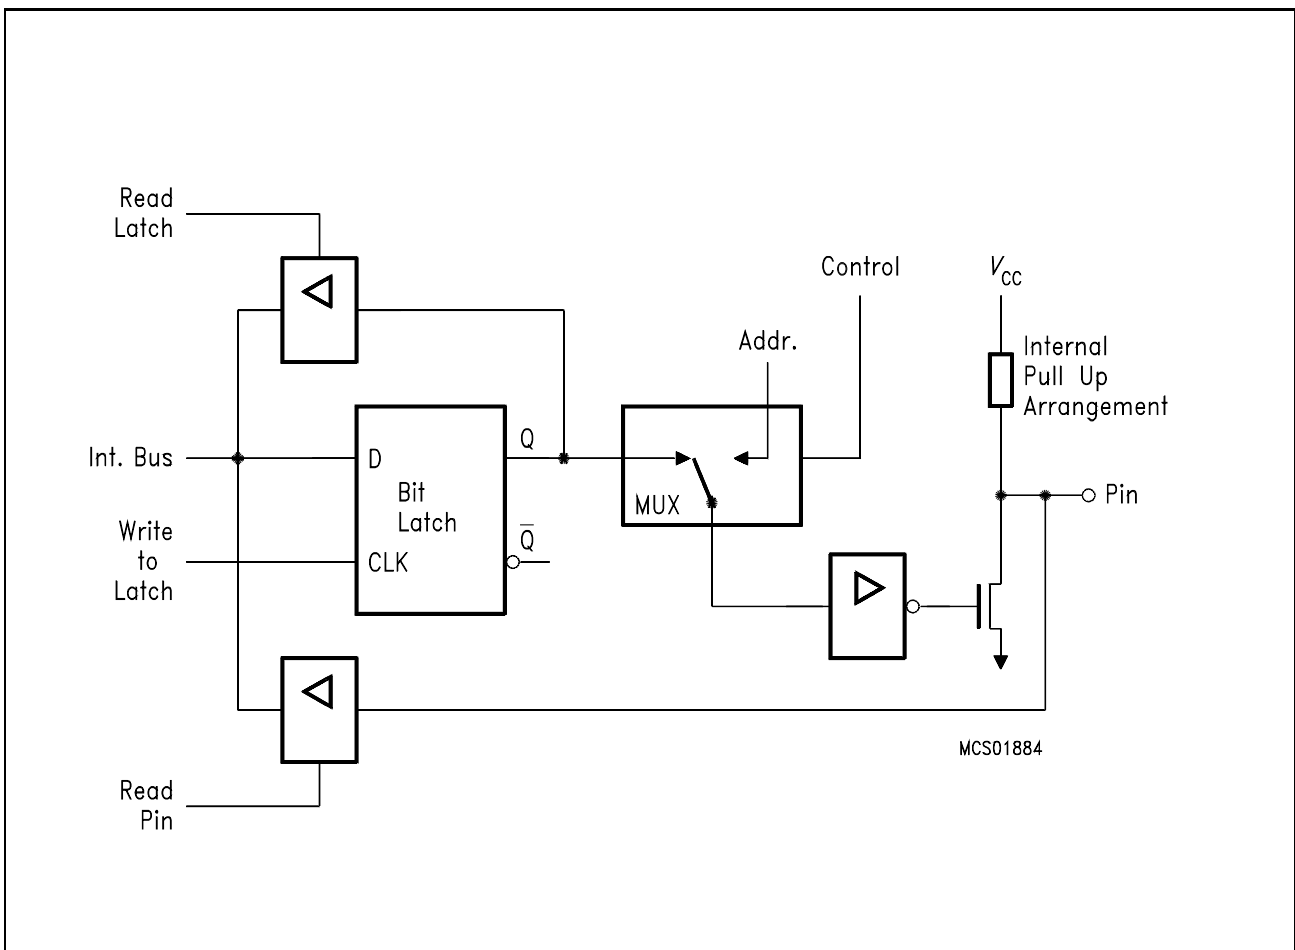 Read
Latch
Control
VCC
Addr.
Internal
Pull Up
Arrangement
Q
Int. Bus
D
Bit
Latch
MUX
Pin
Write
to
Latch
Q̅
CLK
MCS01884
Read
Pin